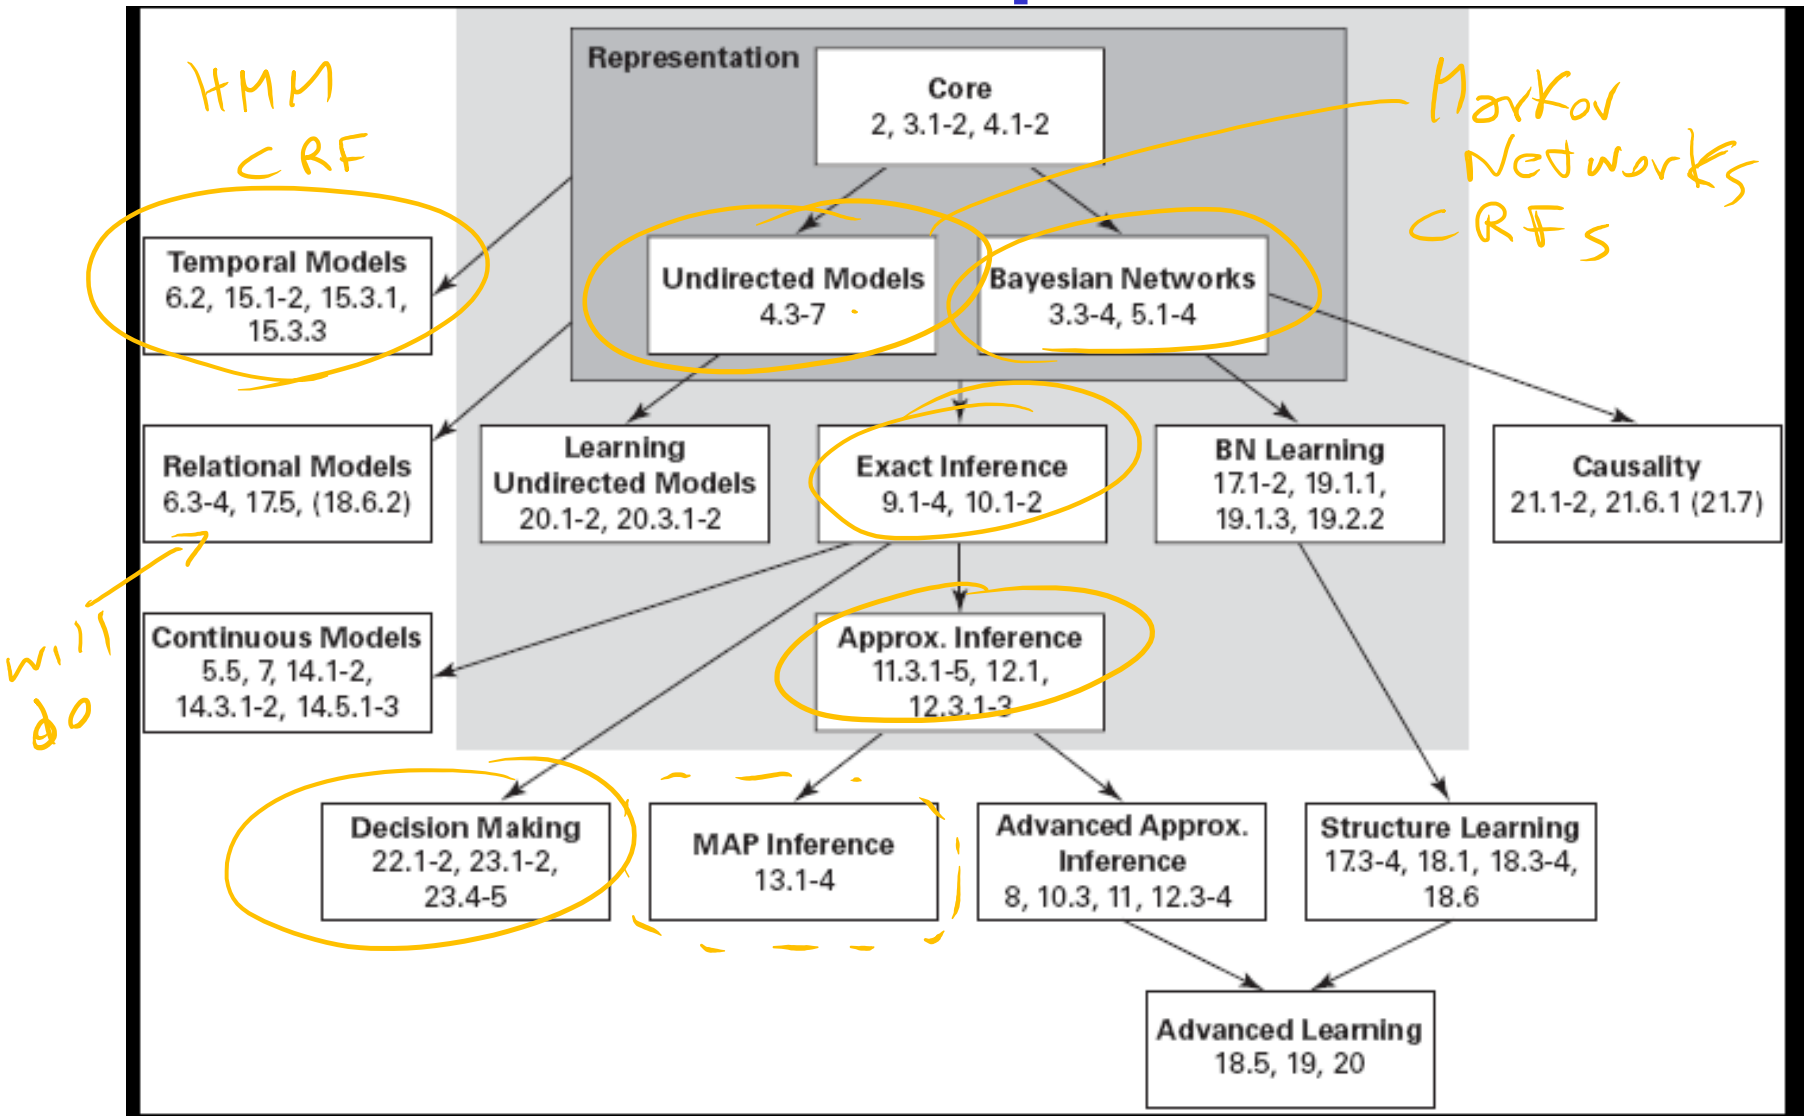 Representation
Core
2, 3.1-2, 4.1-2
HMM
CRF
Markov
Networks
CRFs
Temporal Models
6.2, 15.1-2, 15.3.1,
15.3.3
Undirected Models
4.3-7
Bayesian Networks
3.3-4, 5.1-4
Relational Models
6.3-4, 17.5, (18.6.2)
Learning
Undirected Models
20.1-2, 20.3.1-2
Exact Inference
9.1-4, 10.1-2
BN Learning
17.1-2, 19.1.1,
19.1.3, 19.2.2
Causality
21.1-2, 21.6.1 (21.7)
will
do
Continuous Models
5.5, 7, 14.1-2,
14.3.1-2, 14.5.1-3
Approx. Inference
11.3.1-5, 12.1,
12.3.1-3
Decision Making
22.1-2, 23.1-2,
23.4-5
MAP Inference
13.1-4
Advanced Approx.
Inference
8, 10.3, 11, 12.3-4
Structure Learning
17.3-4, 18.1, 18.3-4,
18.6
Advanced Learning
18.5, 19, 20